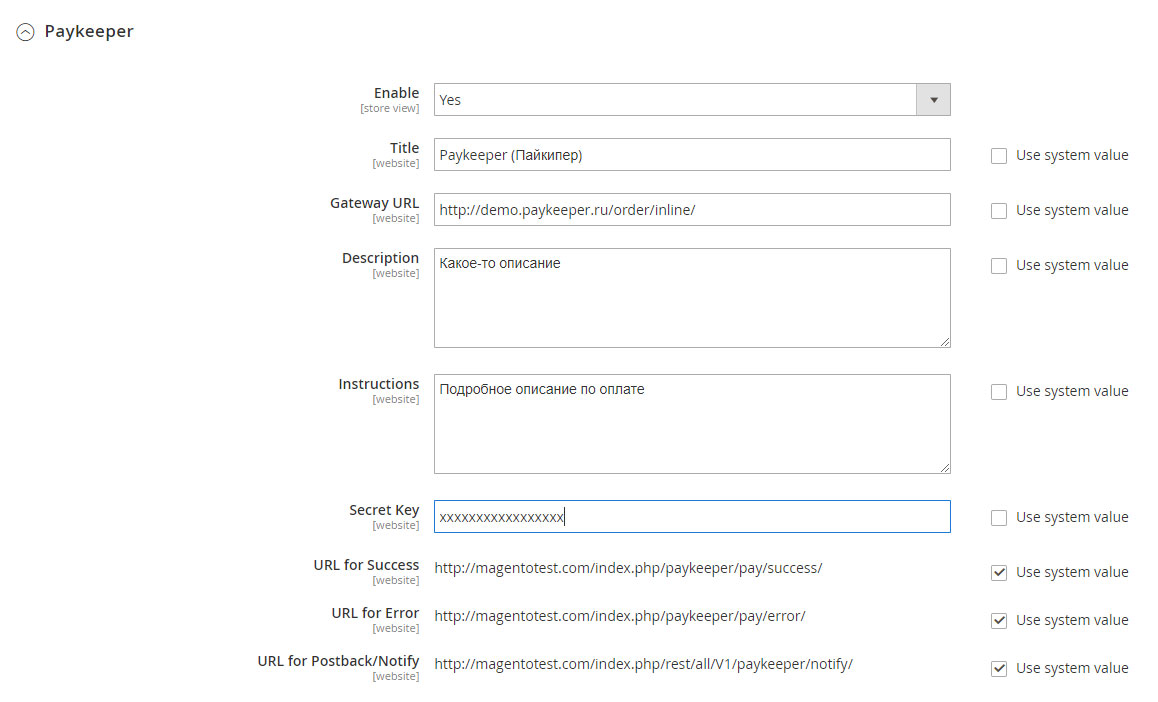 Paykeeper
Enable
[store view]
Yes
Title
[website]
Paykeeper (Пайкипер)
Use system value
Gateway URL
[website]
http://demo.paykeeper.ru/order/inline/
Use system value
Description
[website]
Какое-то описание
Use system value
Instructions
[website]
Подробное описание по оплате
Use system value
Secret Key
[website]
xxxxxxxxxxxxxxxxx
Use system value
URL for Success
[website]
http://magentotest.com/index.php/paykeeper/pay/success/
Use system value
URL for Error
[website]
http://magentotest.com/index.php/paykeeper/pay/error/
Use system value
URL for Postback/Notify
[website]
http://magentotest.com/index.php/rest/all/V1/paykeeper/notify/
Use system value